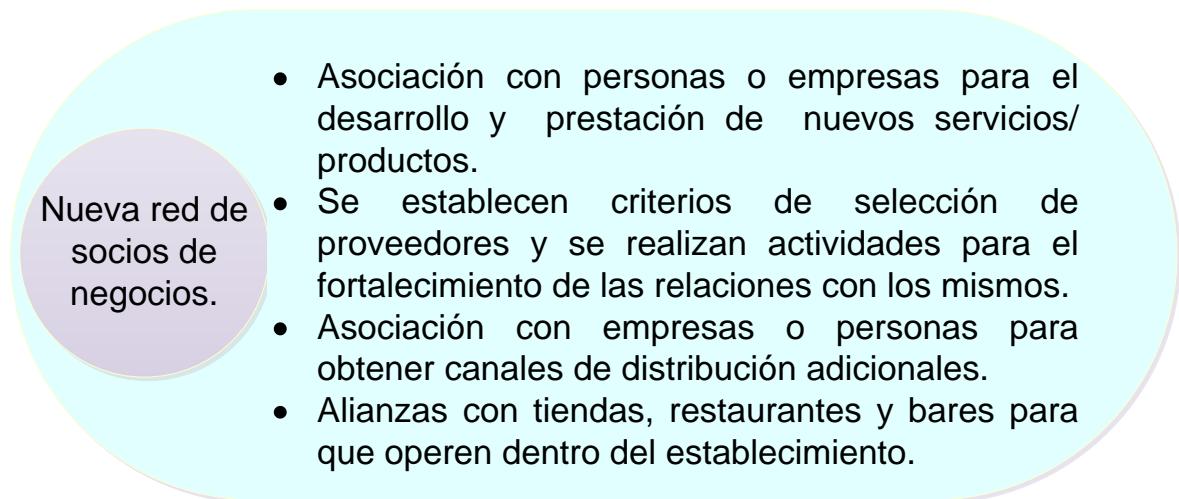 Nueva red de
socios de
negocios.
• Asociación con personas o empresas para el
desarrollo y prestación de nuevos servicios/
productos.
• Se establecen criterios de selección de
proveedores y se realizan actividades para el
fortalecimiento de las relaciones con los mismos.
• Asociación con empresas o personas para
obtener canales de distribución adicionales.
• Alianzas con tiendas, restaurantes y bares para
que operen dentro del establecimiento.